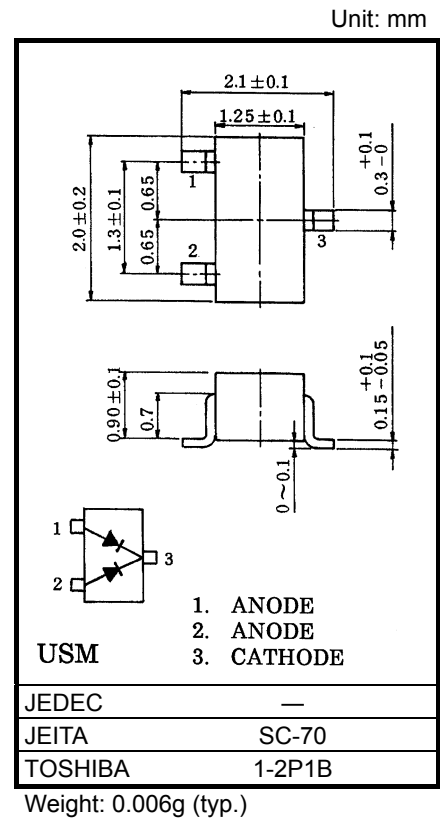 Unit: mm
2.1±0.1
1.25±0.1
+0.1
0.3−0
2.0±0.2
1.3±0.1
0.65
0.65
1
2
3
0.90±0.1
0.7
+0.1
0.15−0.05
0~0.1
1
2
3
1. ANODE
2. ANODE
USM 3. CATHODE
JEDEC —
JEITA SC-70
TOSHIBA 1-2P1B
Weight: 0.006g (typ.)